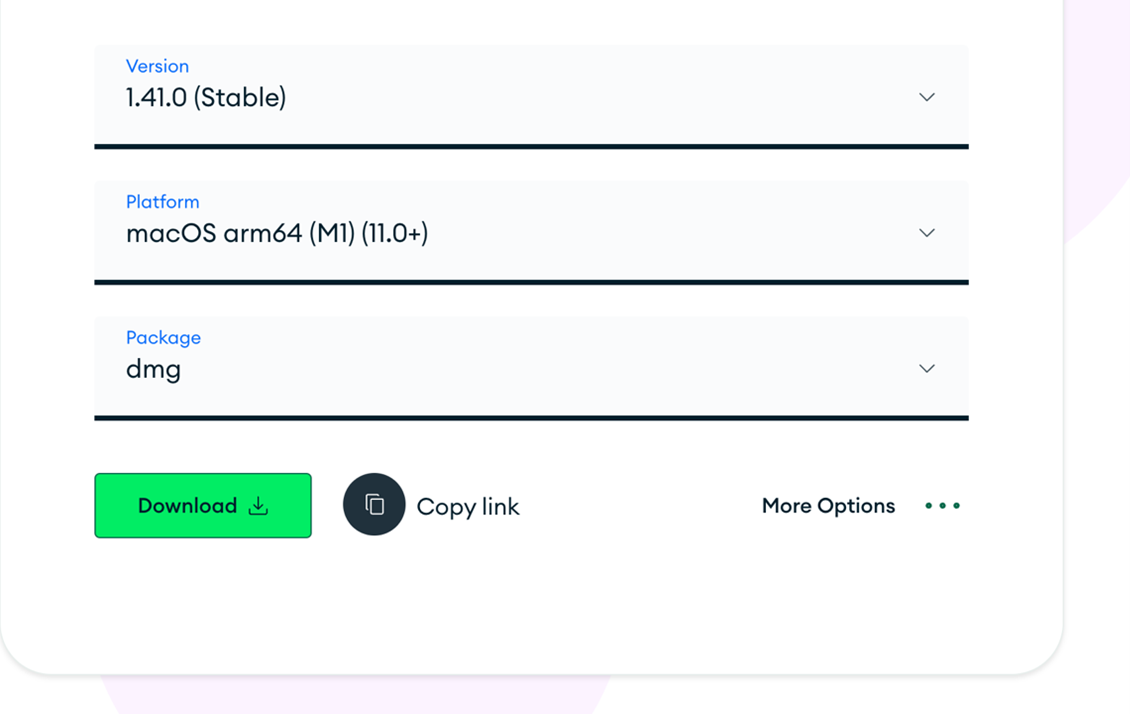 Version
1.41.0 (Stable)
Platform
macOS arm64 (M1) (11.0+)
Package
dmg
Download
Copy link
More Options